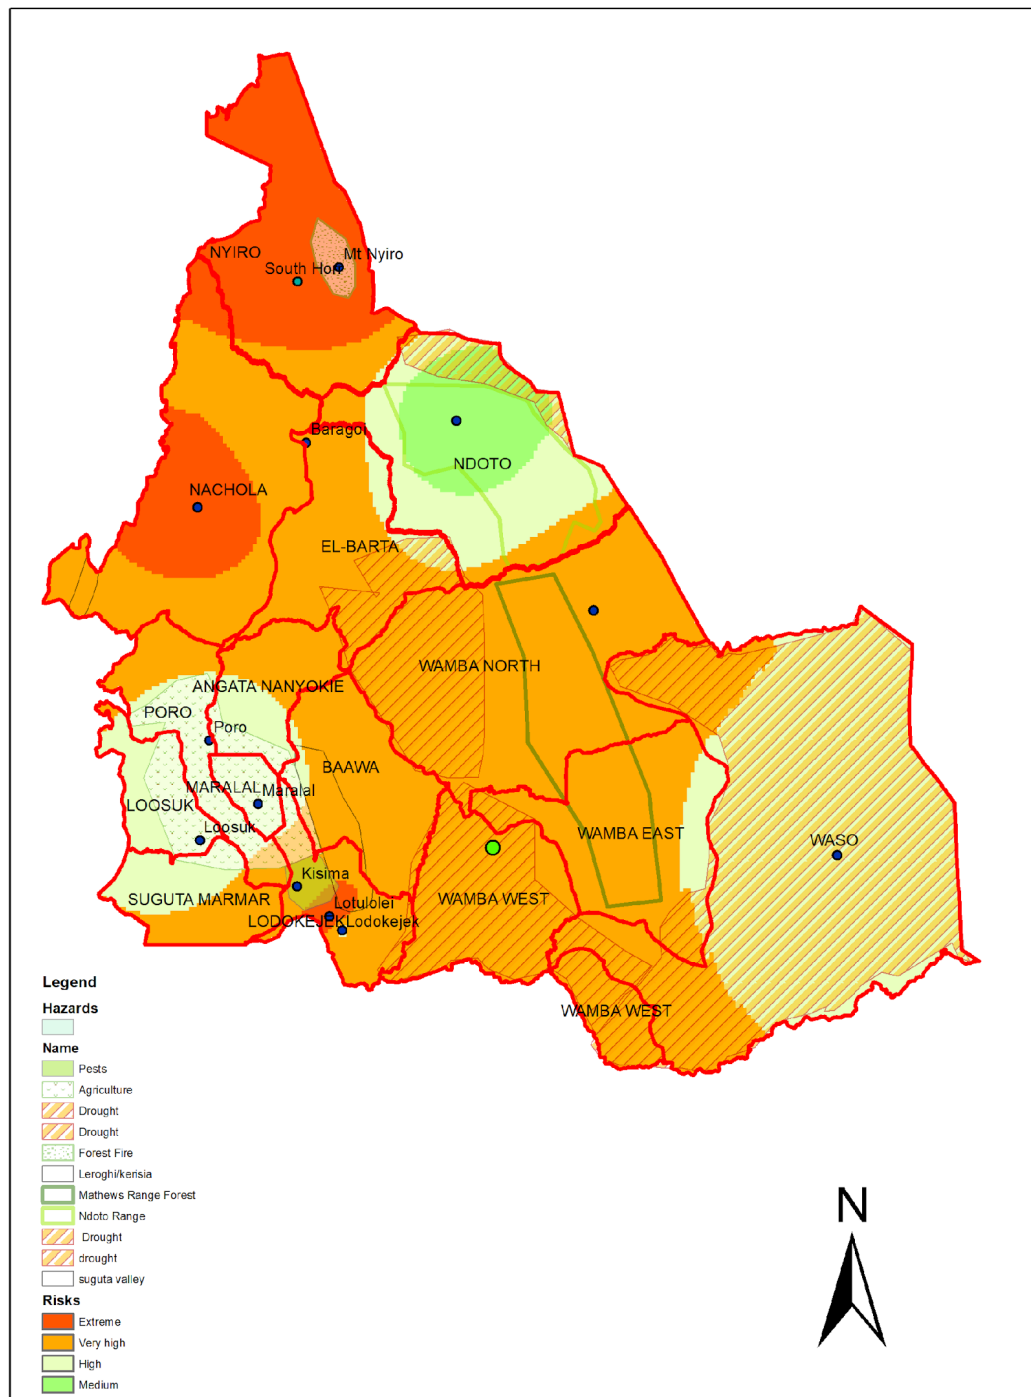 NYIRO
Mt Nyiro
South Horr
Baragoi
NDOTO
NACHOLA
EL-BARTA
WAMBA NORTH
ANGATA NANYOKIE
PORO
Poro
BAAWA
MARALAL
Maralal
LOOSUK
Loosuk
WAMBA EAST
WASO
Kisima
SUGUTA MARMAR
WAMBA WEST
Lotulolei
LODOKEJEK
Lodokejek
WAMBA WEST
Legend
Hazards
Name
Pests
Agriculture
Drought
Drought
Forest Fire
Leroghi/kerisia
Mathews Range Forest
Ndoto Range
Drought
drought
suguta valley
Risks
Extreme
Very high
High
Medium
N